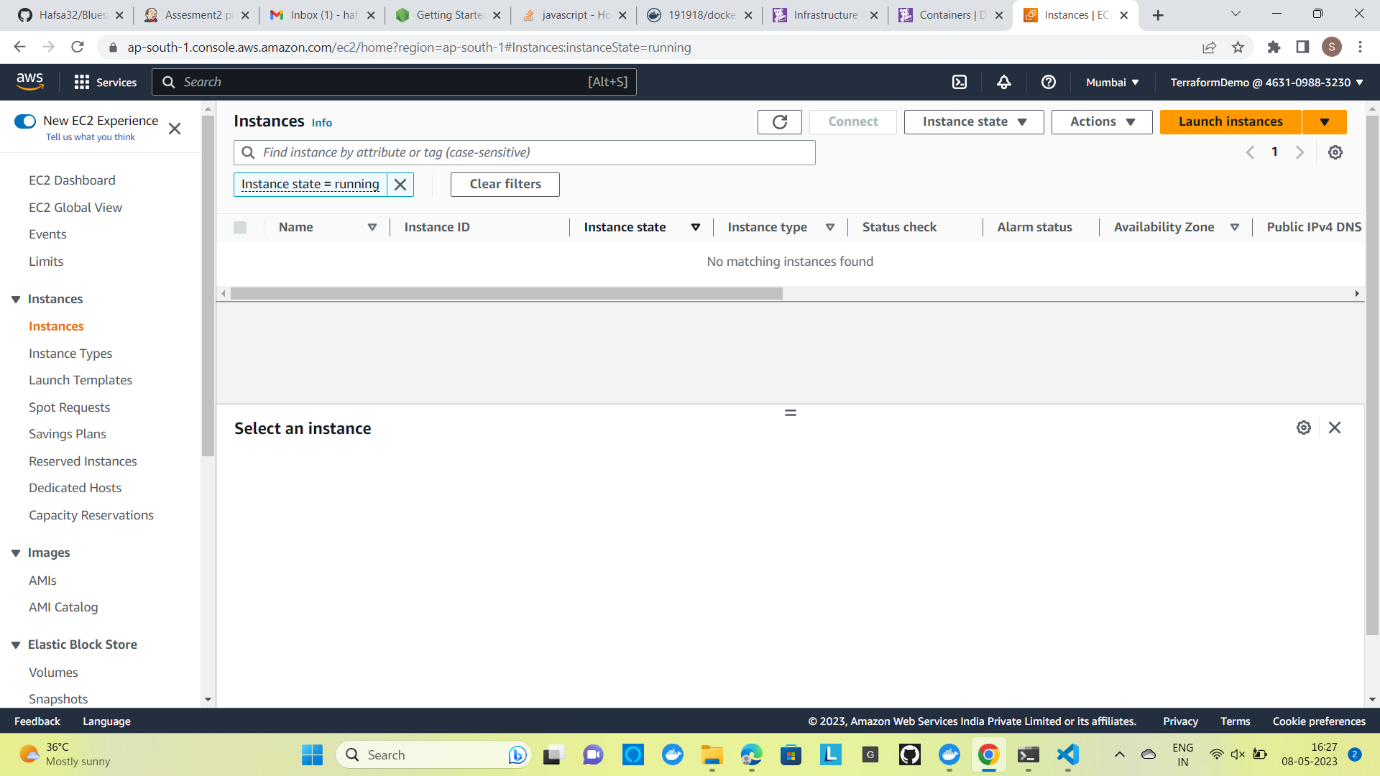 Hafsa32/Blues
Assesment2 pi
Inbox (1) - haf
Getting Starte
javascript - Ho
191918/docke
Infrastructure
Containers | D
Instances | EC
ap-south-1.console.aws.amazon.com/ec2/home?region=ap-south-1#Instances:instanceState=running
S
aws
Services
Search
[Alt+S]
Mumbai
TerraformDemo @ 4631-0988-3230
New EC2 Experience
Tell us what you think
EC2 Dashboard
EC2 Global View
Events
Limits
Instances
Instances
Instance Types
Launch Templates
Spot Requests
Savings Plans
Reserved Instances
Dedicated Hosts
Capacity Reservations
Images
AMIs
AMI Catalog
Elastic Block Store
Volumes
Snapshots
Instances Info
Connect
Instance state
Actions
Launch instances
Find instance by attribute or tag (case-sensitive)
1
Instance state = running
Clear filters
Name
Instance ID
Instance state
Instance type
Status check
Alarm status
Availability Zone
Public IPv4 DNS
No matching instances found
Select an instance
Feedback
Language
© 2023, Amazon Web Services India Private Limited or its affiliates.
Privacy
Terms
Cookie preferences
36°C
Mostly sunny
Search
L
G
ENG
IN
16:27
08-05-2023
2